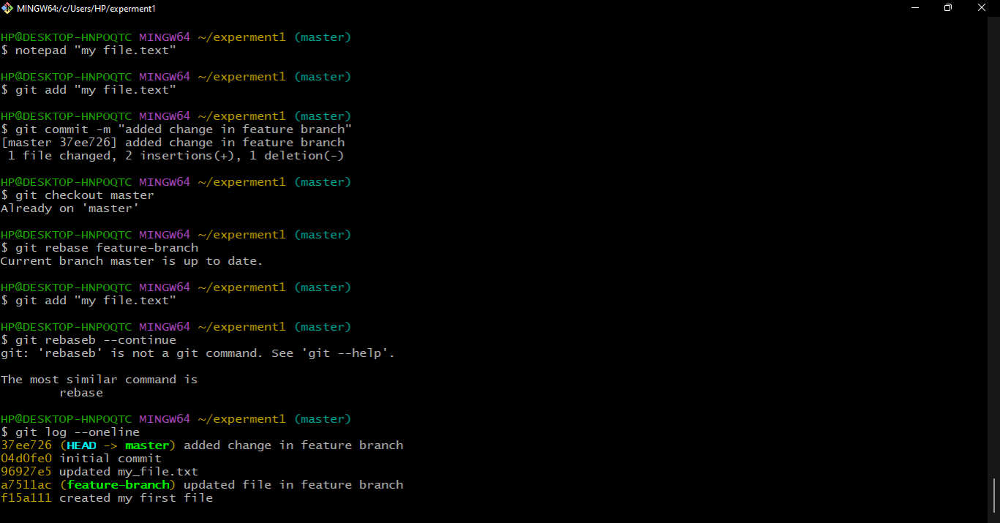 MINGW64:/c/Users/HP/experment1
HP@DESKTOP-HNPOQTC MINGW64 ~/experment1 (master)
$ notepad "my file.text"
HP@DESKTOP-HNPOQTC MINGW64 ~/experment1 (master)
$ git add "my file.text"
HP@DESKTOP-HNPOQTC MINGW64 ~/experment1 (master)
$ git commit -m "added change in feature branch"
[master 37ee726] added change in feature branch
 1 file changed, 2 insertions(+), 1 deletion(-)
HP@DESKTOP-HNPOQTC MINGW64 ~/experment1 (master)
$ git checkout master
Already on 'master'
HP@DESKTOP-HNPOQTC MINGW64 ~/experment1 (master)
$ git rebase feature-branch
Current branch master is up to date.
HP@DESKTOP-HNPOQTC MINGW64 ~/experment1 (master)
$ git add "my file.text"
HP@DESKTOP-HNPOQTC MINGW64 ~/experment1 (master)
$ git rebaseb --continue
git: 'rebaseb' is not a git command. See 'git --help'.
The most similar command is
        rebase
HP@DESKTOP-HNPOQTC MINGW64 ~/experment1 (master)
$ git log --oneline
37ee726 (HEAD -> master) added change in feature branch
04d0fe0 initial commit
96927e5 updated my_file.txt
a7511ac (feature-branch) updated file in feature branch
f15a111 created my first file